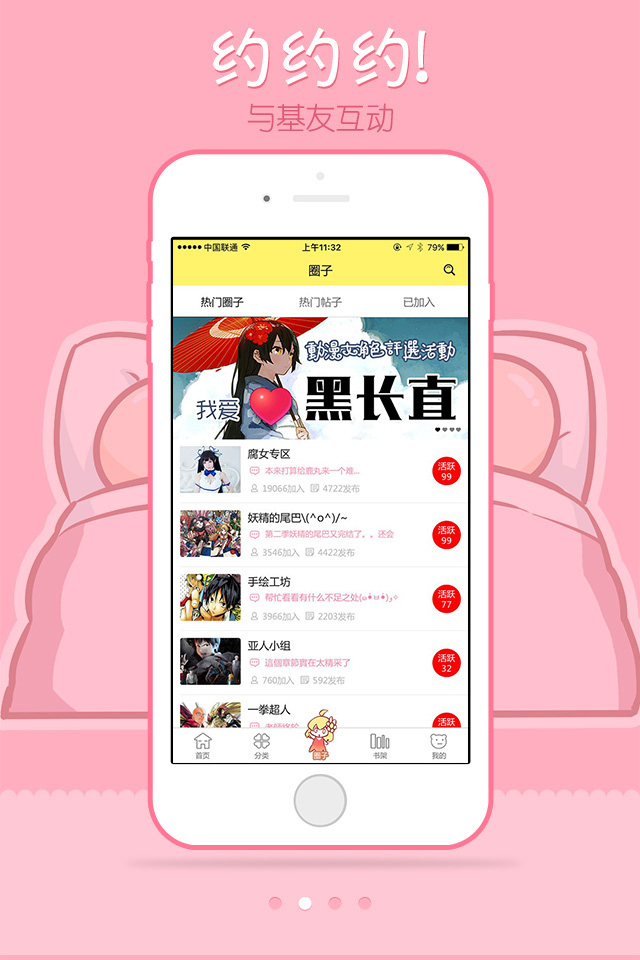 约约约!
与基友互动
中国联通 上午11:32 79%
圈子
热门圈子 热门帖子 已加入
動漫女角色評選活動
我爱 黑长直
腐女专区
本来打算给鹿丸来一个难...
19066加入 4722发布
活跃
99
妖精的尾巴\(^o^)/~
第二季妖精的尾巴又完结了。。还会
3546加入 4422发布
活跃
99
手绘工坊
帮忙看看有什么不足之处(๑•̀ㅂ•́)و✧
3966加入 2203发布
活跃
77
亚人小组
這個章節實在太精采了
760加入 592发布
活跃
32
一拳超人
活跃
首页 分类 圈子 书架 我的